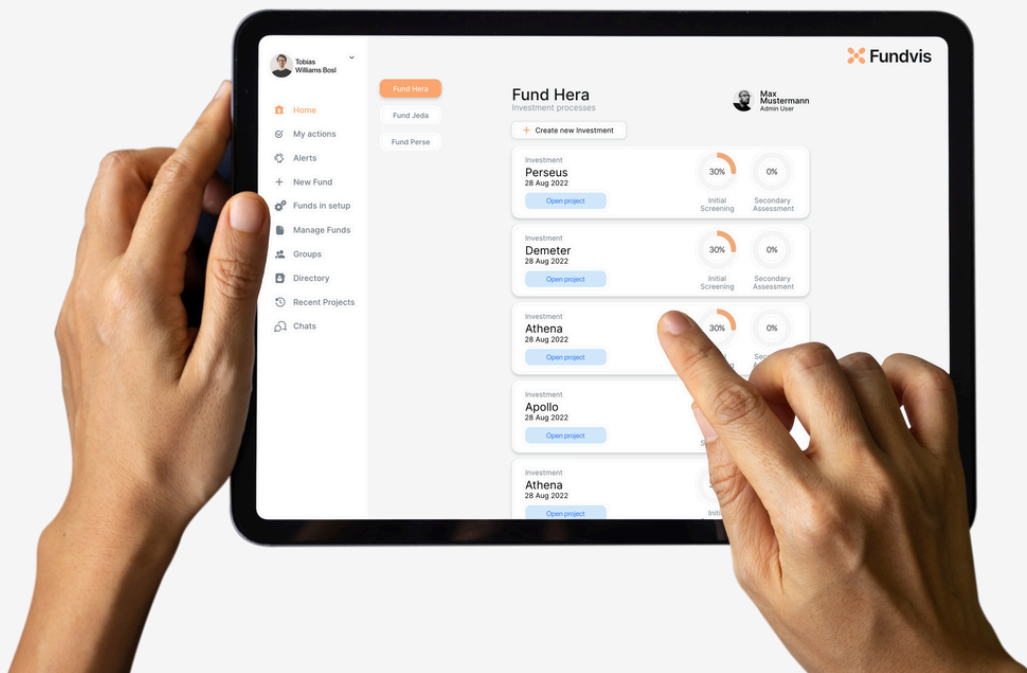 Tobias
Williams Bosl
Home
My actions
Alerts
New Fund
Funds in setup
Manage Funds
Groups
Directory
Recent Projects
Chats
Fund Hera
Fund Jeda
Fund Perse
Fundvis
Fund Hera
Investment processes
Max
Mustermann
Admin User
+ Create new Investment
Investment
Perseus
28 Aug 2022
Open project
30%
Initial
Screening
0%
Secondary
Assessment
Investment
Demeter
28 Aug 2022
Open project
30%
Initial
Screening
0%
Secondary
Assessment
Investment
Athena
28 Aug 2022
Open project
30%
0%
Investment
Apollo
28 Aug 2022
Open project
Investment
Athena
28 Aug 2022
Open project